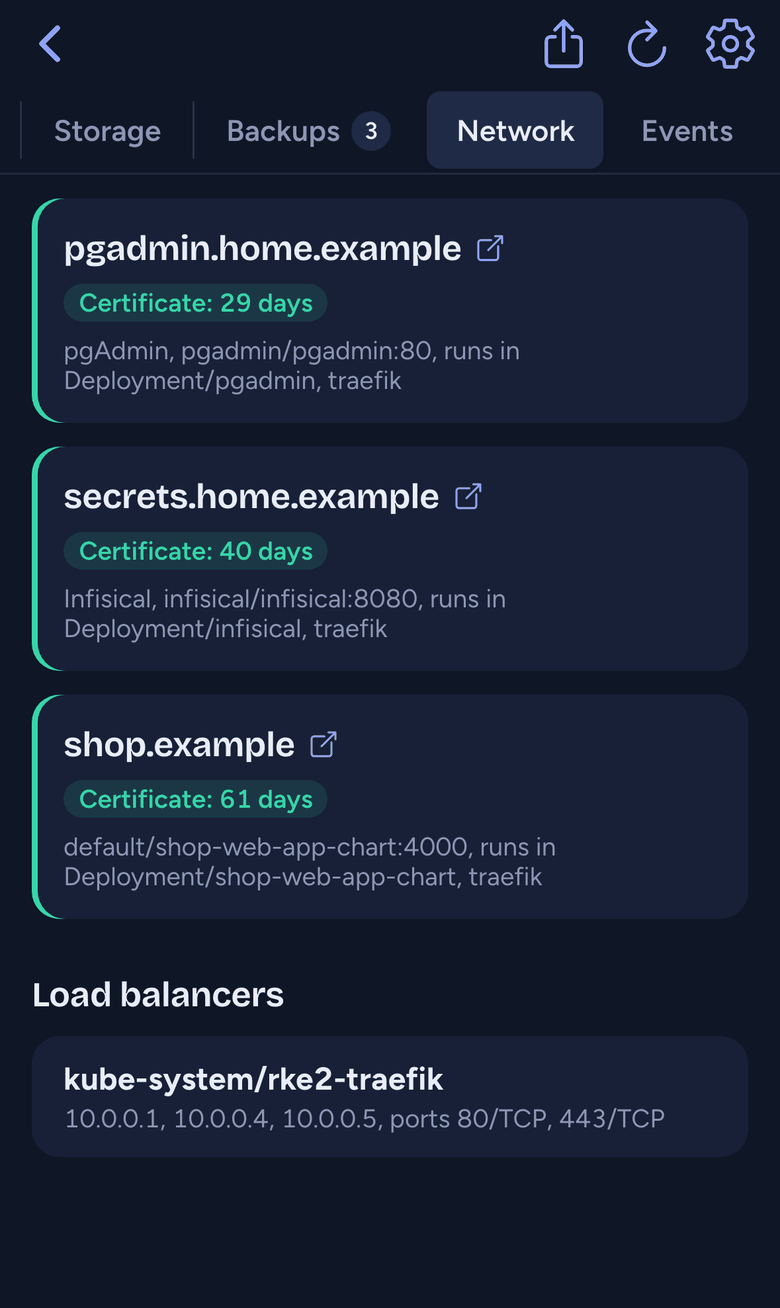 Storage
Backups 3
Network
Events
pgadmin.home.example
Certificate: 29 days
pgAdmin, pgadmin/pgadmin:80, runs in
Deployment/pgadmin, traefik
secrets.home.example
Certificate: 40 days
Infisical, infisical/infisical:8080, runs in
Deployment/infisical, traefik
shop.example
Certificate: 61 days
default/shop-web-app-chart:4000, runs in
Deployment/shop-web-app-chart, traefik
Load balancers
kube-system/rke2-traefik
10.0.0.1, 10.0.0.4, 10.0.0.5, ports 80/TCP, 443/TCP